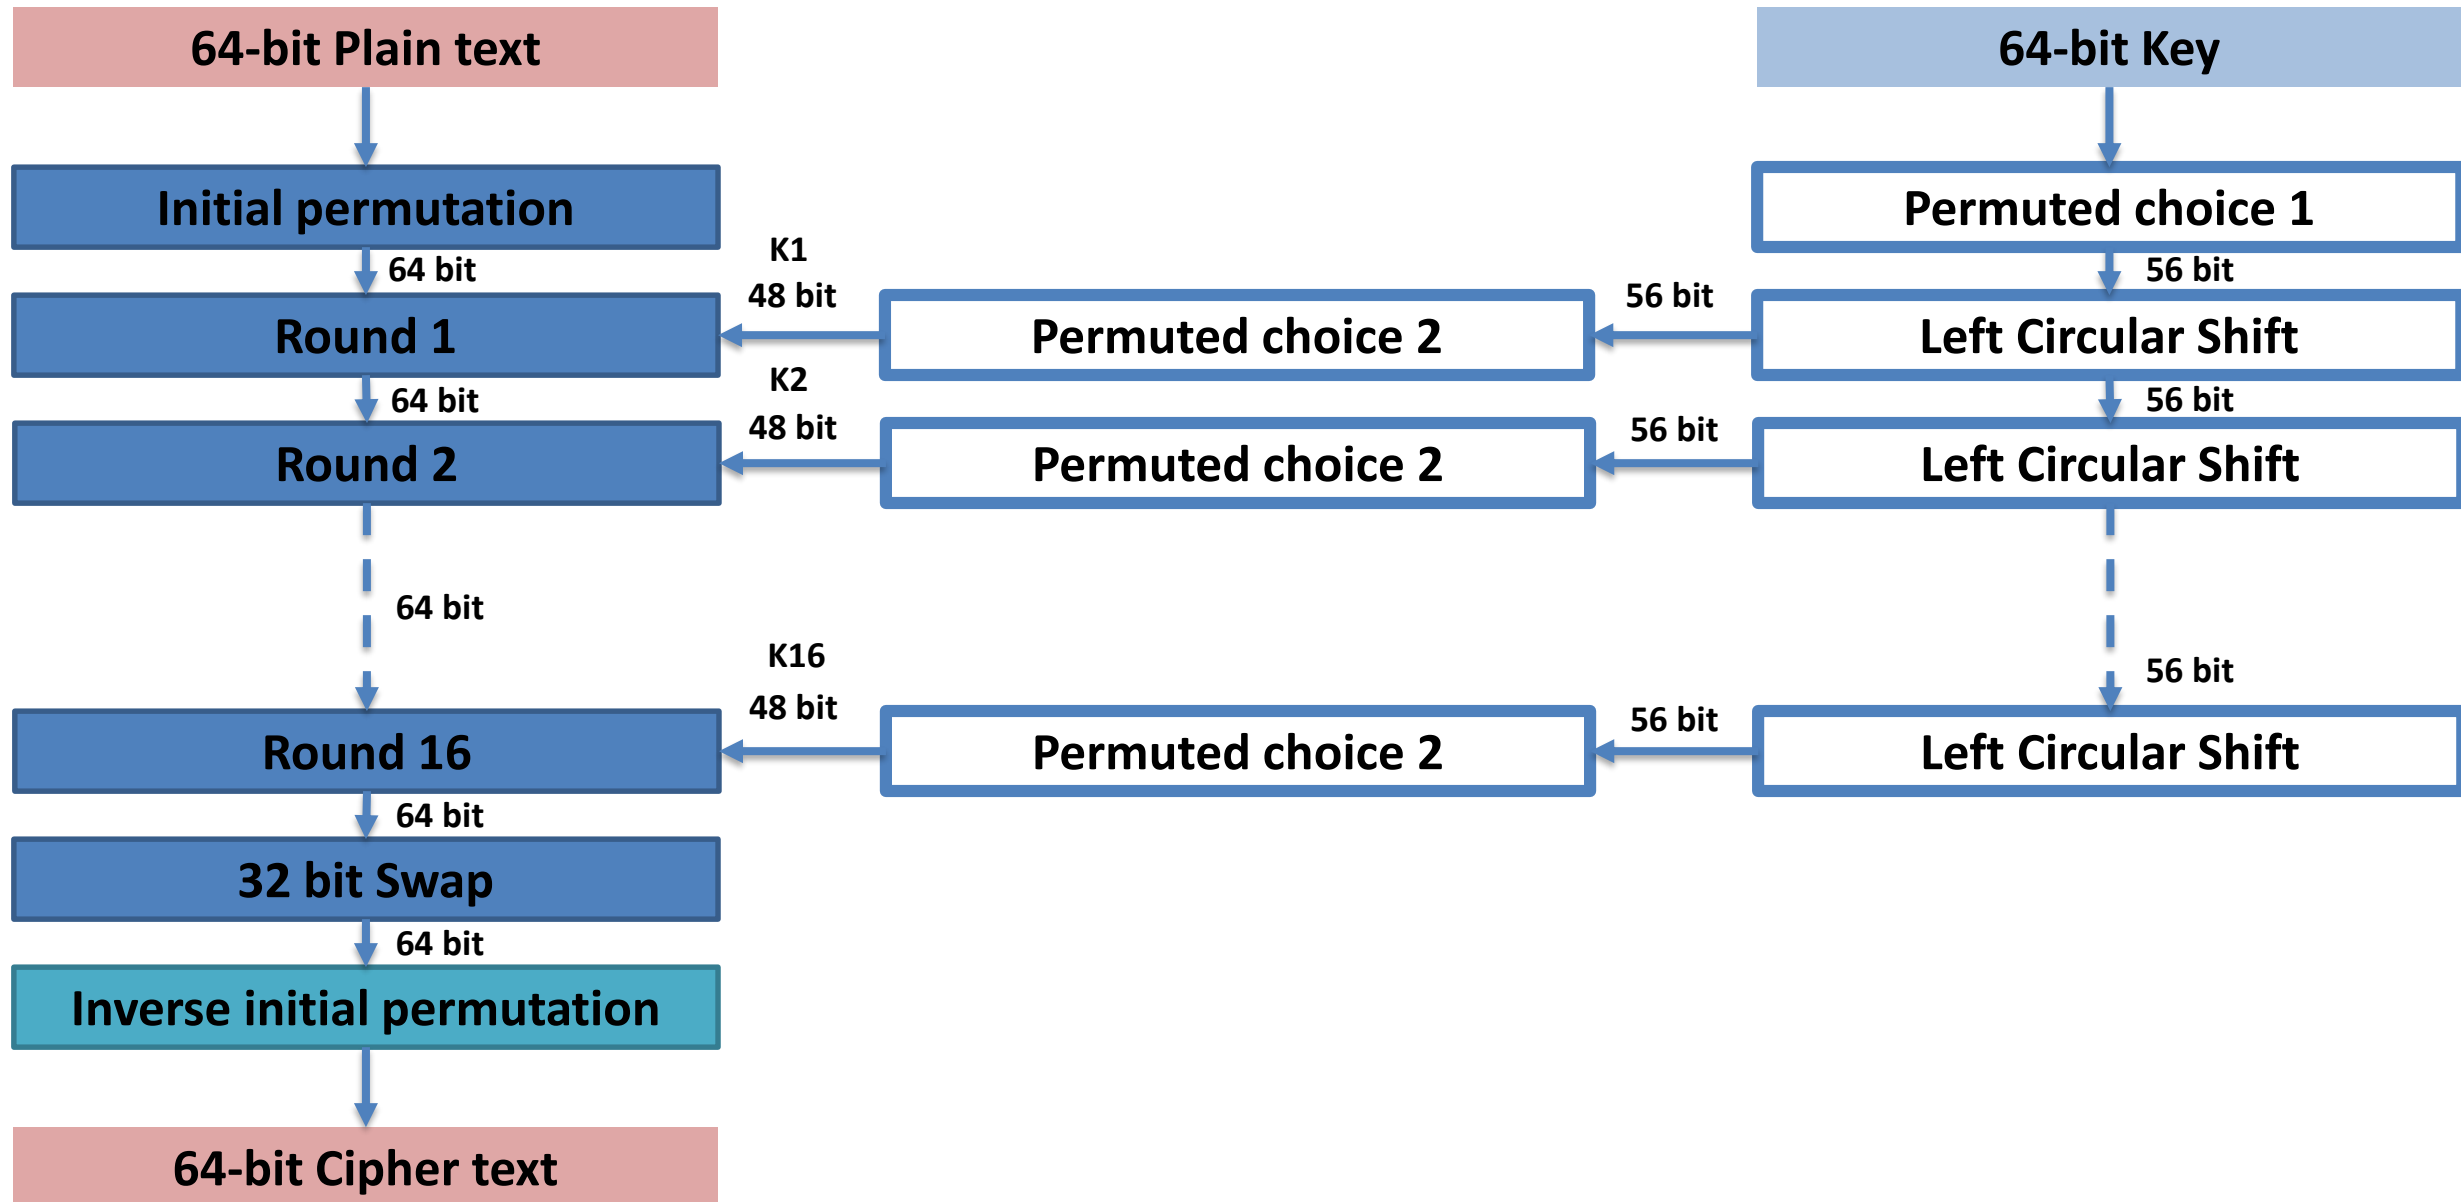 64-bit Plain text
64-bit Key
Initial permutation
Permuted choice 1
64 bit
K1
48 bit
56 bit
56 bit
Round 1
Permuted choice 2
Left Circular Shift
64 bit
K2
48 bit
56 bit
56 bit
Round 2
Permuted choice 2
Left Circular Shift
64 bit
K16
48 bit
56 bit
56 bit
Round 16
Permuted choice 2
Left Circular Shift
64 bit
32 bit Swap
64 bit
Inverse initial permutation
64-bit Cipher text